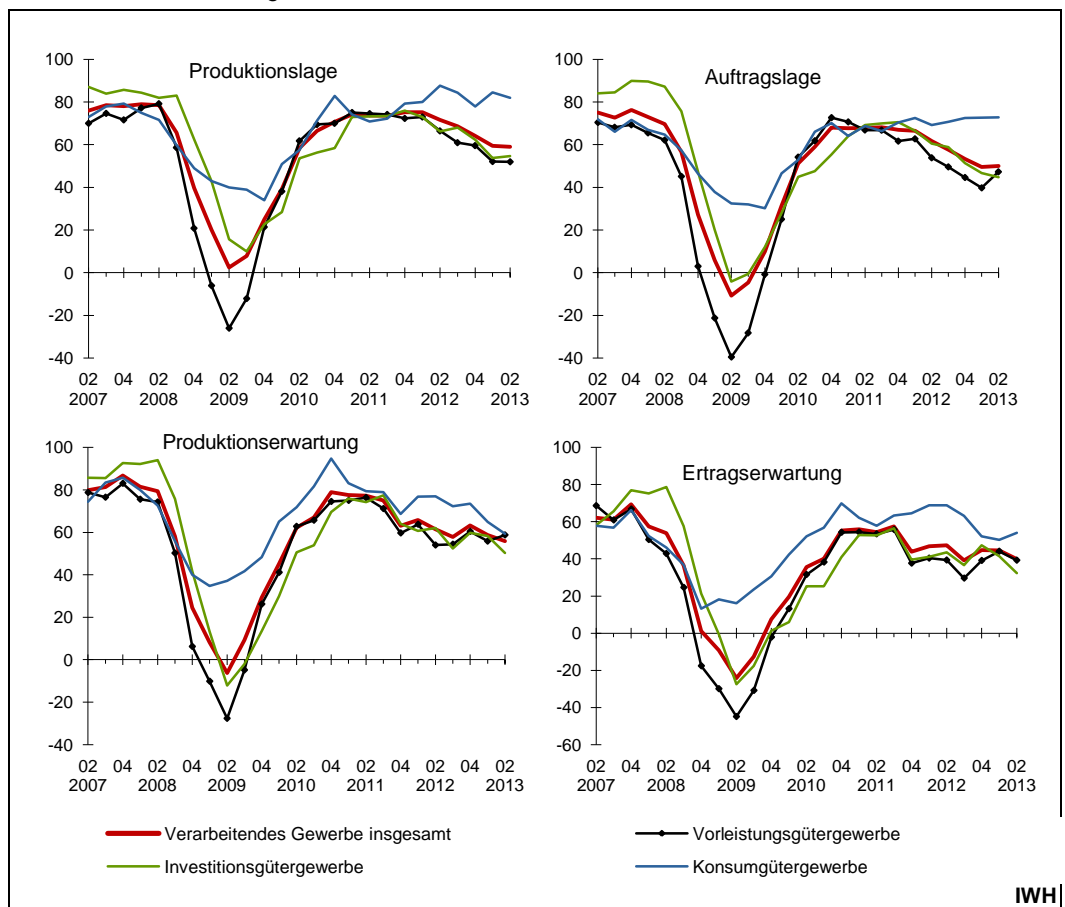 Produktionslage
100
80
60
40
20
0
-20
-40
02 04 02 04 02 04 02 04 02 04 02 04 02
2007 2008 2009 2010 2011 2012 2013
Auftragslage
100
80
60
40
20
0
-20
-40
02 04 02 04 02 04 02 04 02 04 02 04 02
2007 2008 2009 2010 2011 2012 2013
Produktionserwartung
100
80
60
40
20
0
-20
-40
02 04 02 04 02 04 02 04 02 04 02 04 02
2007 2008 2009 2010 2011 2012 2013
Ertragserwartung
100
80
60
40
20
0
-20
-40
-60
02 04 02 04 02 04 02 04 02 04 02 04 02
2007 2008 2009 2010 2011 2012 2013
Verarbeitendes Gewerbe insgesamt
Vorleistungsgütergewerbe
Investitionsgütergewerbe
Konsumgütergewerbe
IWH